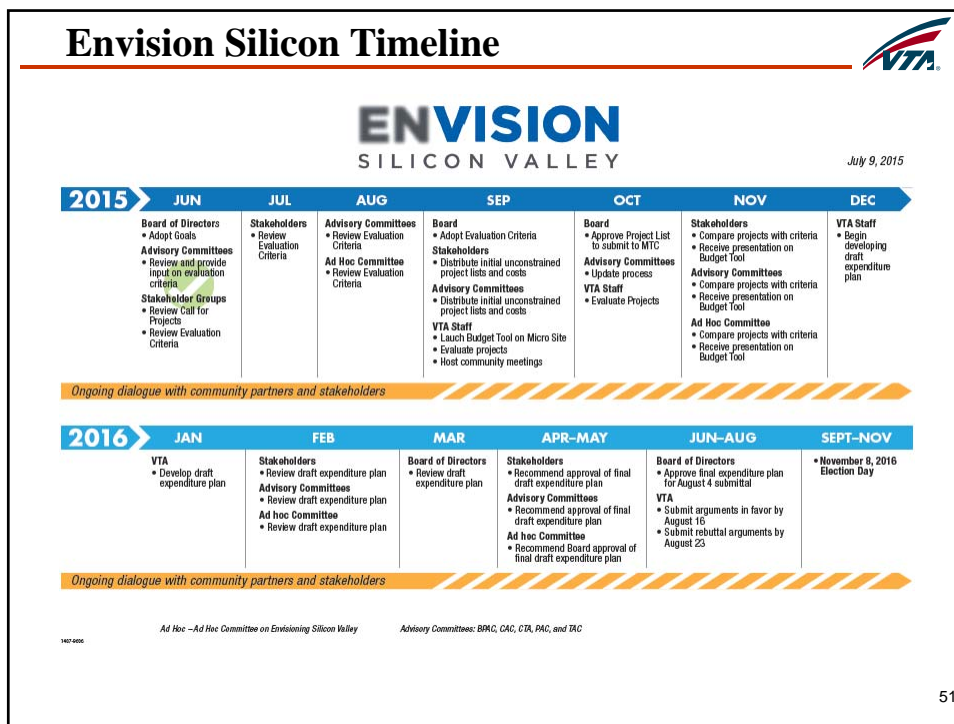 Envision Silicon Timeline
VTA®
ENVISION
SILICON VALLEY
July 9, 2015
2015
JUN
JUL
AUG
SEP
OCT
NOV
DEC
Board of Directors
• Adopt Goals
Advisory Committees
• Review and provide
input on evaluation
criteria
Stakeholder Groups
• Review Call for
Projects
• Review Evaluation
Criteria
Stakeholders
• Review
Evaluation
Criteria
Advisory Committees
• Review Evaluation
Criteria
Ad Hoc Committee
• Review Evaluation
Criteria
Board
• Adopt Evaluation Criteria
Stakeholders
• Distribute initial unconstrained
project lists and costs
Advisory Committees
• Distribute initial unconstrained
project lists and costs
VTA Staff
• Lauch Budget Tool on Micro Site
• Evaluate projects
• Host community meetings
Board
• Approve Project List
to submit to MTC
Advisory Committees
• Update process
VTA Staff
• Evaluate Projects
Stakeholders
• Compare projects with criteria
• Receive presentation on
Budget Tool
Advisory Committees
• Compare projects with criteria
• Receive presentation on
Budget Tool
Ad Hoc Committee
• Compare projects with criteria
• Receive presentation on
Budget Tool
VTA Staff
• Begin
developing
draft
expenditure
plan
Ongoing dialogue with community partners and stakeholders
2016
JAN
FEB
MAR
APR–MAY
JUN–AUG
SEPT–NOV
VTA
• Develop draft
expenditure plan
Stakeholders
• Review draft expenditure plan
Advisory Committees
• Review draft expenditure plan
Ad hoc Committee
• Review draft expenditure plan
Board of Directors
• Review draft
expenditure plan
Stakeholders
• Recommend approval of final
draft expenditure plan
Advisory Committees
• Recommend approval of final
draft expenditure plan
Ad hoc Committee
• Recommend Board approval of
final draft expenditure plan
Board of Directors
• Approve final expenditure plan
for August 4 submittal
VTA
• Submit arguments in favor by
August 16
• Submit rebuttal arguments by
August 23
• November 8, 2016
Election Day
Ongoing dialogue with community partners and stakeholders
Ad Hoc – Ad Hoc Committee on Envisioning Silicon Valley
Advisory Committees: BPAC, CAC, CTA, PAC, and TAC
51